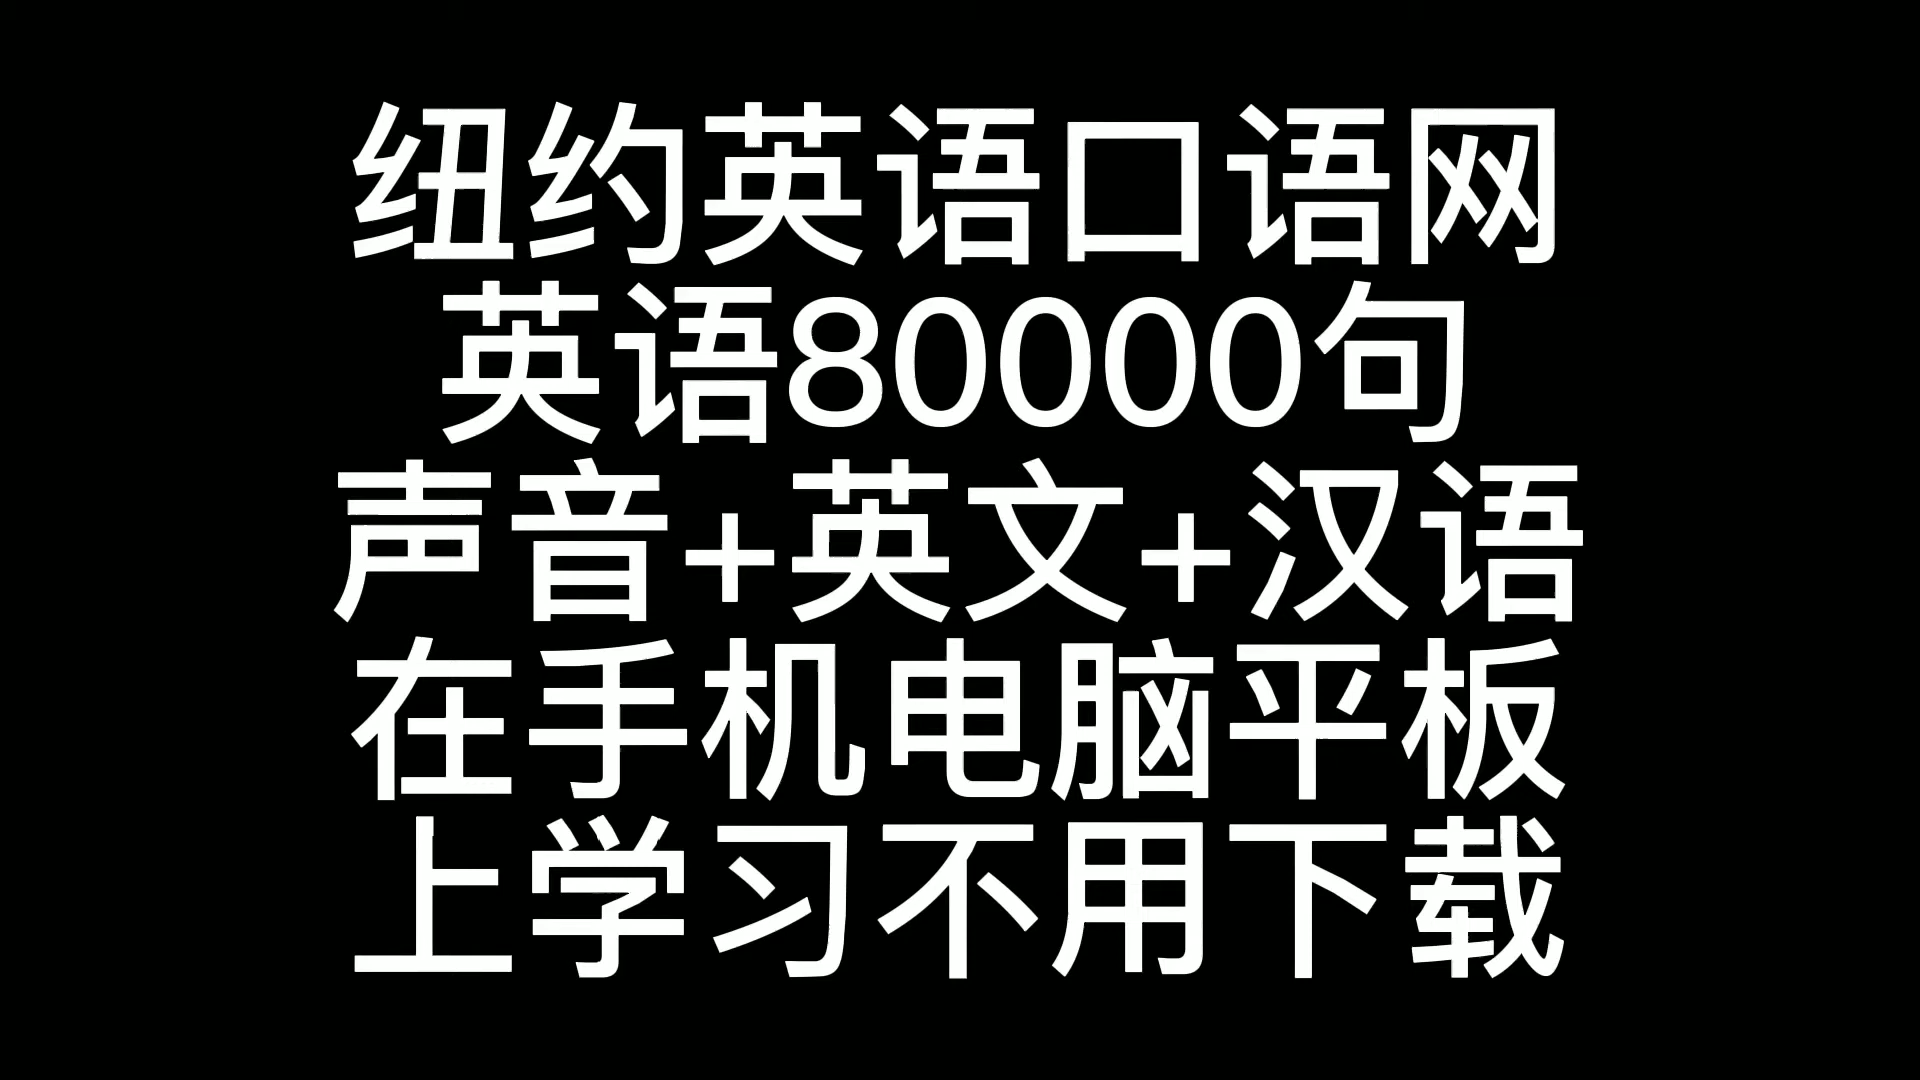 纽约英语口语网
英语80000句
声音+英文+汉语
在手机电脑平板
上学习不用下载